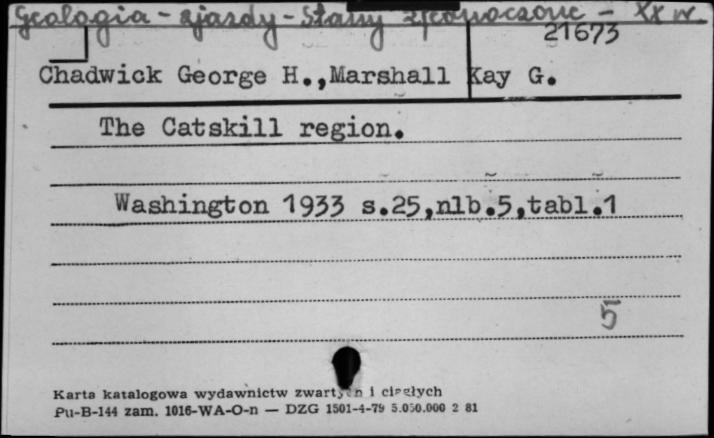 Geologia - zjazdy - Stany Zjednoczone - XX w.
21673
Chadwick George H.,Marshall Kay G.
The Catskill region.
Washington 1933 s.25,nlb.5,tabl.1
5
Karta katalogowa wydawnictw zwartych i ciągłych
Pu-B-144 zam. 1016-WA-O-n — DZG 1501-4-79 5.050.000 2 81